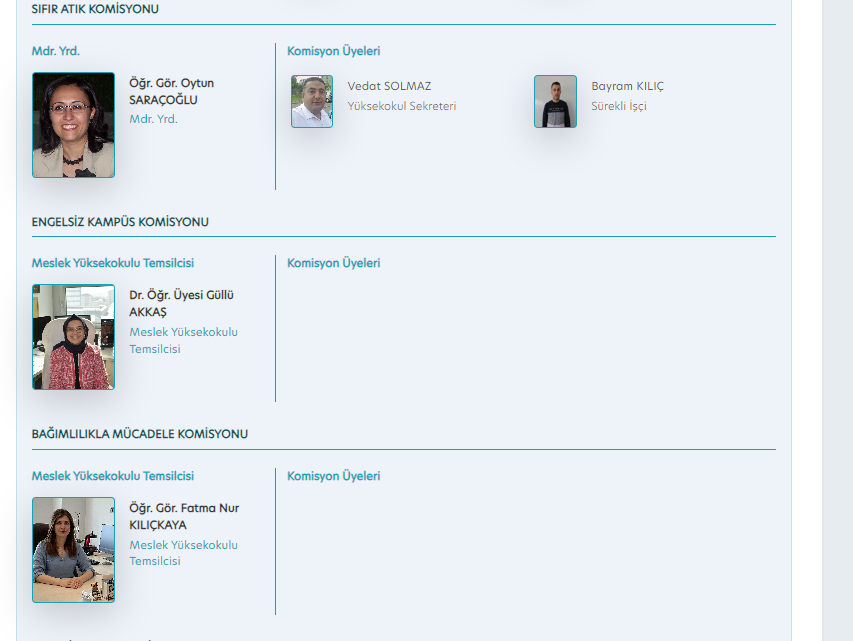 SIFIR ATIK KOMİSYONU
Mdr. Yrd.
Öğr. Gör. Oytun
SARAÇOĞLU
Mdr. Yrd.
Komisyon Üyeleri
Vedat SOLMAZ
Yüksekokul Sekreteri
Bayram KILIÇ
Sürekli İşçi
ENGELSİZ KAMPÜS KOMİSYONU
Meslek Yüksekokulu Temsilcisi
Dr. Öğr. Üyesi Güllü
AKKAŞ
Meslek Yüksekokulu
Temsilcisi
Komisyon Üyeleri
BAĞIMLILIKLA MÜCADELE KOMİSYONU
Meslek Yüksekokulu Temsilcisi
Öğr. Gör. Fatma Nur
KILIÇKAYA
Meslek Yüksekokulu
Temsilcisi
Komisyon Üyeleri